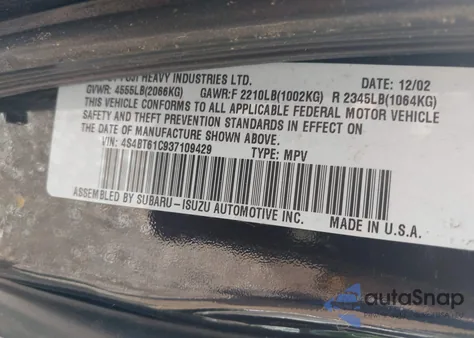 HEAVY INDUSTRIES LTD. DATE: 12/02
GVWR: 4555LB(2066KG) GAWR:F 2210LB(1002KG) R 2345LB(1064KG)
THIS VEHICLE CONFORMS TO ALL APPLICABLE FEDERAL MOTOR VEHICLE
SAFETY AND THEFT PREVENTION STANDARDS IN EFFECT ON
THE DATE OF MANUFACTURE SHOWN ABOVE.
VIN: 4S4BT61C937109429 TYPE: MPV
ASSEMBLED BY SUBARU-ISUZU AUTOMOTIVE INC. MADE IN U.S.A.
autoSnap